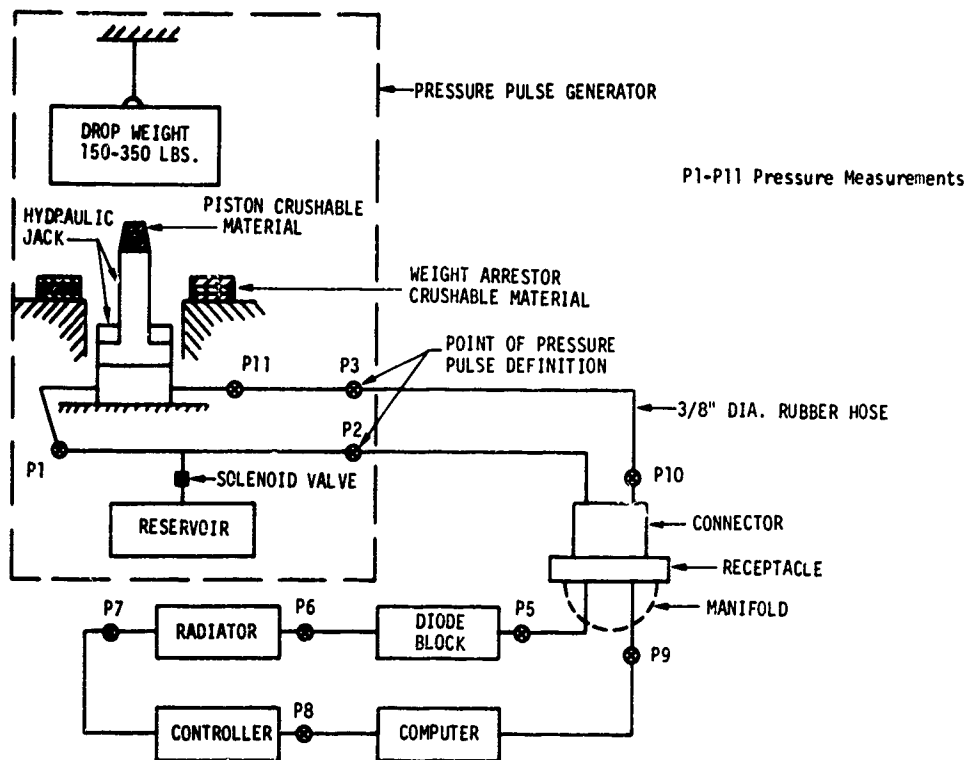 PRESSURE PULSE GENERATOR
DROP WEIGHT
150-350 LBS.
P1-P11 Pressure Measurements
HYDRAULIC
JACK
PISTON CRUSHABLE
MATERIAL
WEIGHT ARRESTOR
CRUSHABLE MATERIAL
POINT OF PRESSURE
PULSE DEFINITION
P11
P3
3/8" DIA. RUBBER HOSE
P2
P1
SOLENOID VALVE
P10
RESERVOIR
CONNECTOR
RECEPTACLE
MANIFOLD
P7
RADIATOR
P6
DIODE
BLOCK
P5
P9
CONTROLLER
P8
COMPUTER